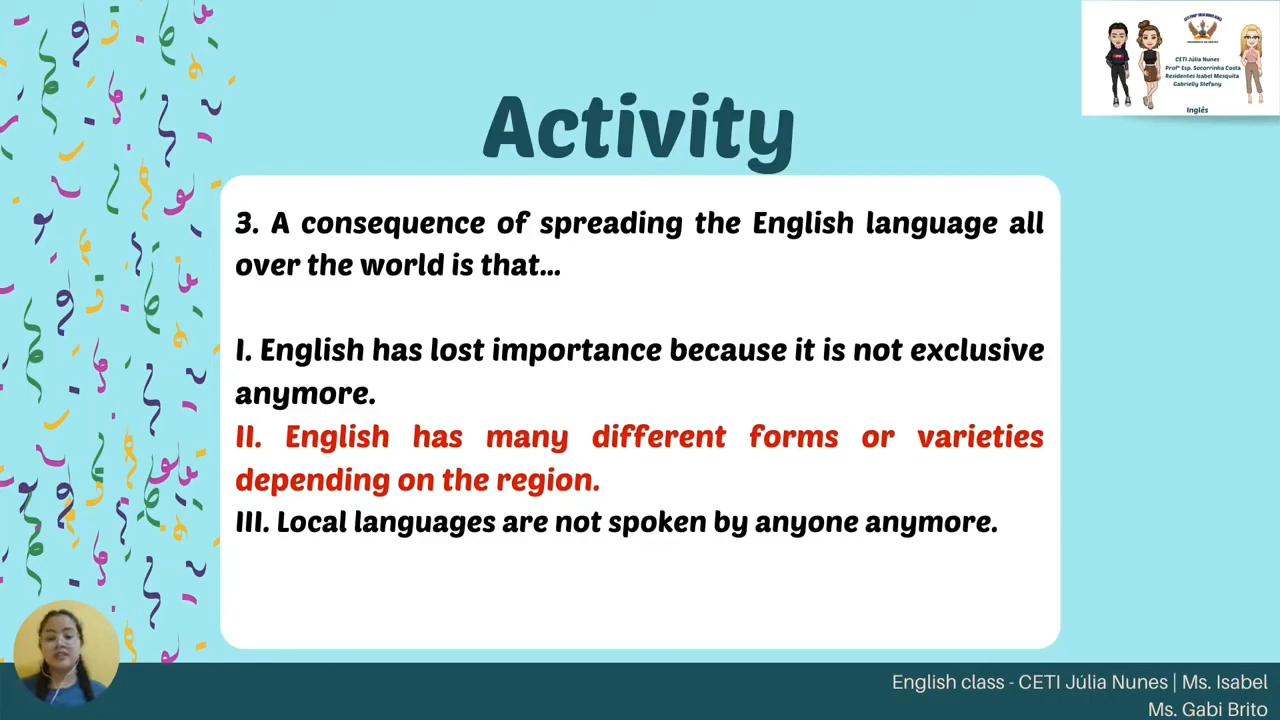 CETI Júlia Nunes
Profª Esp. Socorrinha Costa
Residentes Isabel Mesquita
Gabrielly Stefany
Inglês
Activity
3. A consequence of spreading the English language all
over the world is that...
I. English has lost importance because it is not exclusive
anymore.
II. English has many different forms or varieties
depending on the region.
III. Local languages are not spoken by anyone anymore.
English class - CETI Júlia Nunes | Ms. Isabel
Ms. Gabi Brito